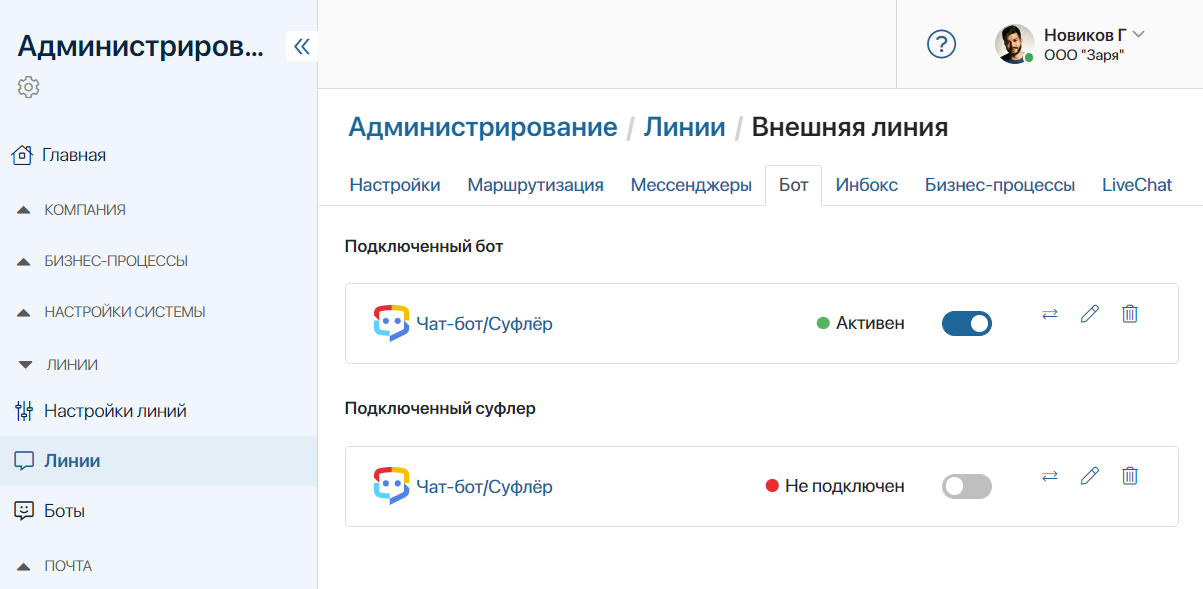 Администриров...
Главная
КОМПАНИЯ
БИЗНЕС-ПРОЦЕССЫ
НАСТРОЙКИ СИСТЕМЫ
ЛИНИИ
Настройки линий
Линии
Боты
ПОЧТА
?
Новиков Г
ООО "Заря"
Администрирование / Линии / Внешняя линия
Настройки Маршрутизация Мессенджеры Бот Инбокс Бизнес-процессы LiveChat
Подключенный бот
Чат-бот/Суфлёр Активен
Подключенный суфлер
Чат-бот/Суфлёр Не подключен